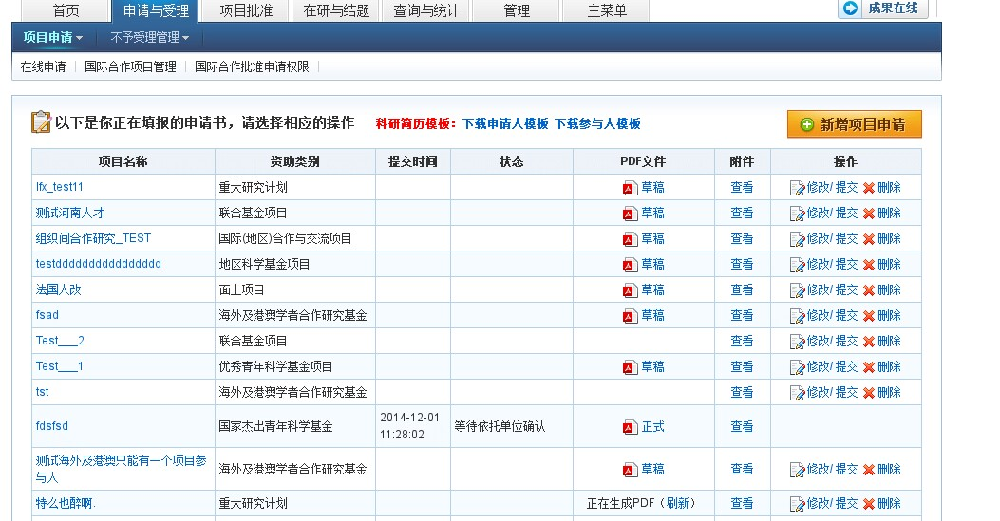 首页 申请与受理 项目批准 在研与结题 查询与统计 管理 主菜单 成果在线
项目申请 不予受理管理
在线申请 国际合作项目管理 国际合作批准申请权限
以下是你正在填报的申请书，请选择相应的操作 科研简历模板：下载申请人模板 下载参与人模板 新增项目申请
项目名称 资助类别 提交时间 状态 PDF文件 附件 操作
lfx_test11 重大研究计划 草稿 查看 修改/提交 删除
测试河南人才 联合基金项目 草稿 查看 修改/提交 删除
组织间合作研究_TEST 国际(地区)合作与交流项目 草稿 查看 修改/提交 删除
testdddddddddddddddd 地区科学基金项目 草稿 查看 修改/提交 删除
法国人改 面上项目 草稿 查看 修改/提交 删除
fsad 海外及港澳学者合作研究基金 草稿 查看 修改/提交 删除
Test___2 联合基金项目 查看 修改/提交 删除
Test___1 优秀青年科学基金项目 草稿 查看 修改/提交 删除
tst 海外及港澳学者合作研究基金 查看 修改/提交 删除
fdsfsd 国家杰出青年科学基金 2014-12-01 等待依托单位确认 正式 查看
11:28:02
测试海外及港澳只能有一个项目参 海外及港澳学者合作研究基金 草稿 查看 修改/提交 删除
与人
特么也醉啊. 重大研究计划 正在生成PDF（刷新） 查看 修改/提交 删除